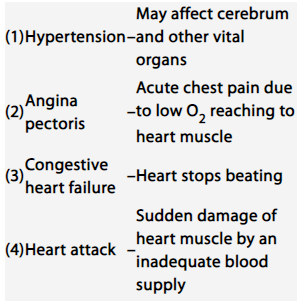 May affect cerebrum
(1) Hypertension – and other vital
organs
Acute chest pain due
(2) Angina pectoris – to low O₂ reaching to
heart muscle
(3) Congestive heart failure – Heart stops beating
Sudden damage of
(4) Heart attack – heart muscle by an
inadequate blood
supply